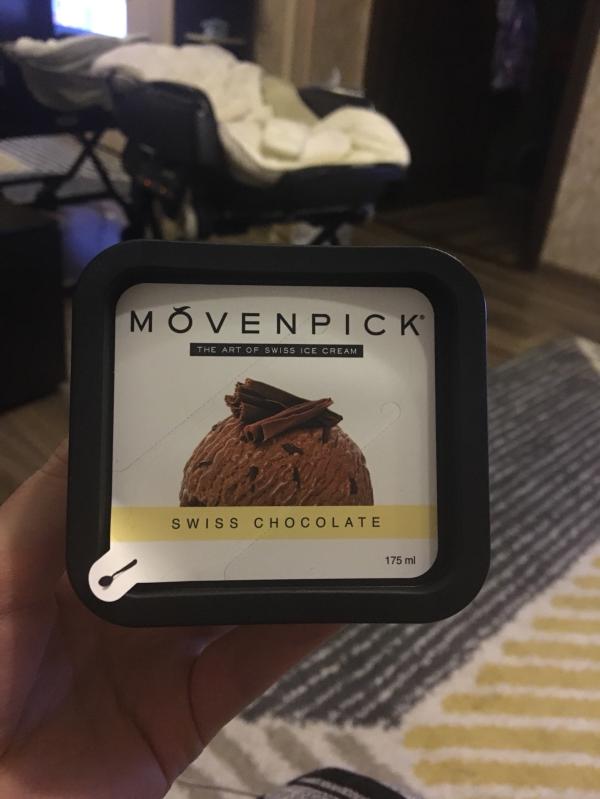 MÖVENPICK®
THE ART OF SWISS ICE CREAM
SWISS CHOCOLATE
175 ml